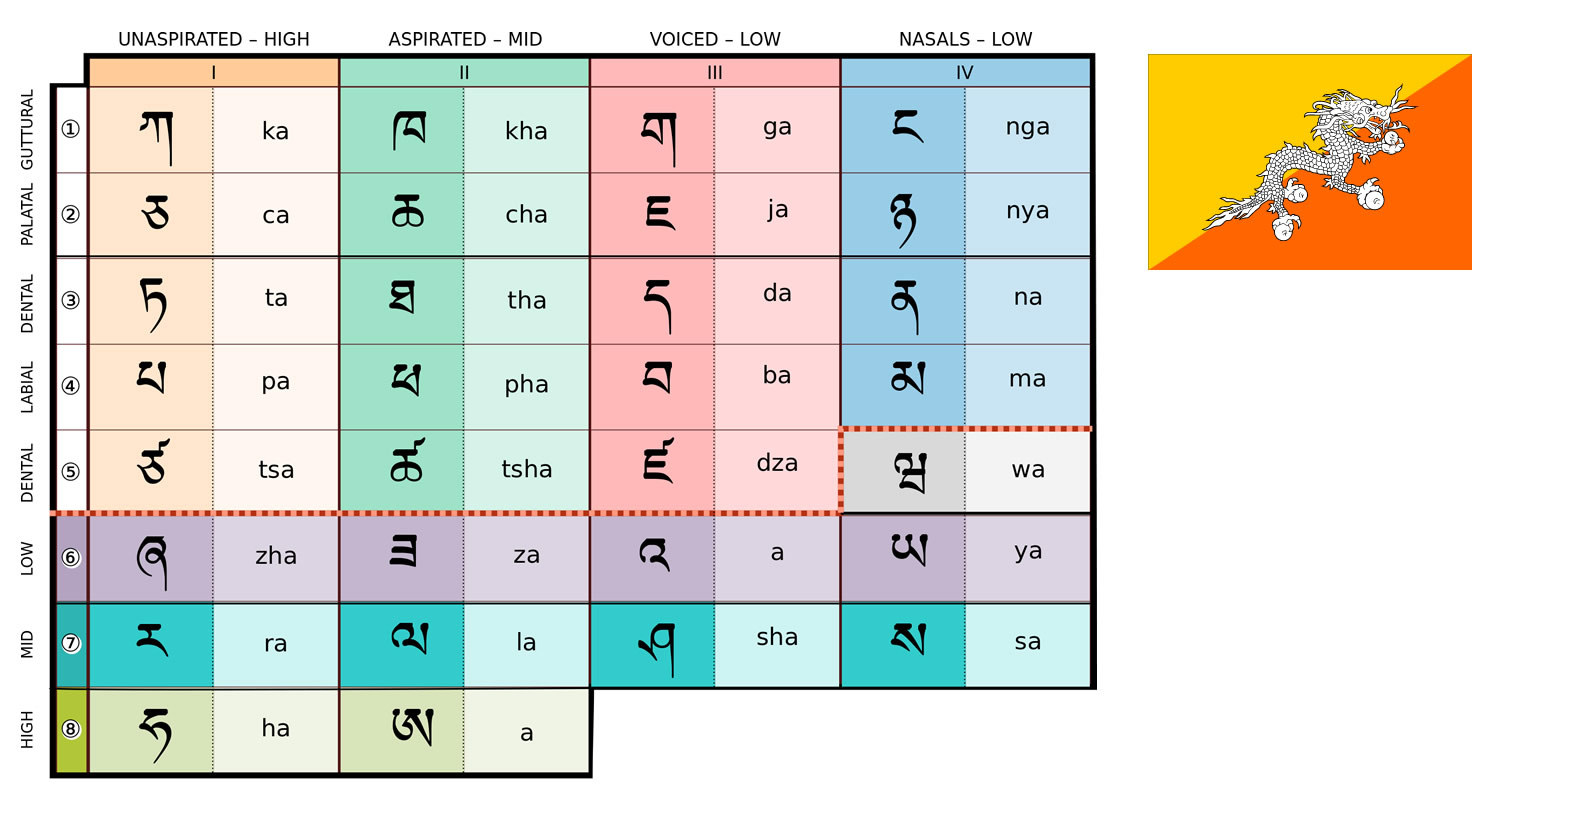 UNASPIRATED – HIGH ASPIRATED – MID VOICED – LOW NASALS – LOW
I II III IV
GUTTURAL ① ཀ ka ཁ kha ག ga ང nga
PALATAL ② ཅ ca ཆ cha ཇ ja ཉ nya
DENTAL ③ ཏ ta ཐ tha ད da ན na
LABIAL ④ པ pa ཕ pha བ ba མ ma
DENTAL ⑤ ཙ tsa ཚ tsha ཛ dza ཝ wa
LOW ⑥ ཞ zha ཟ za འ a ཡ ya
MID ⑦ ར ra ལ la ཤ sha ས sa
HIGH ⑧ ཧ ha ཨ a